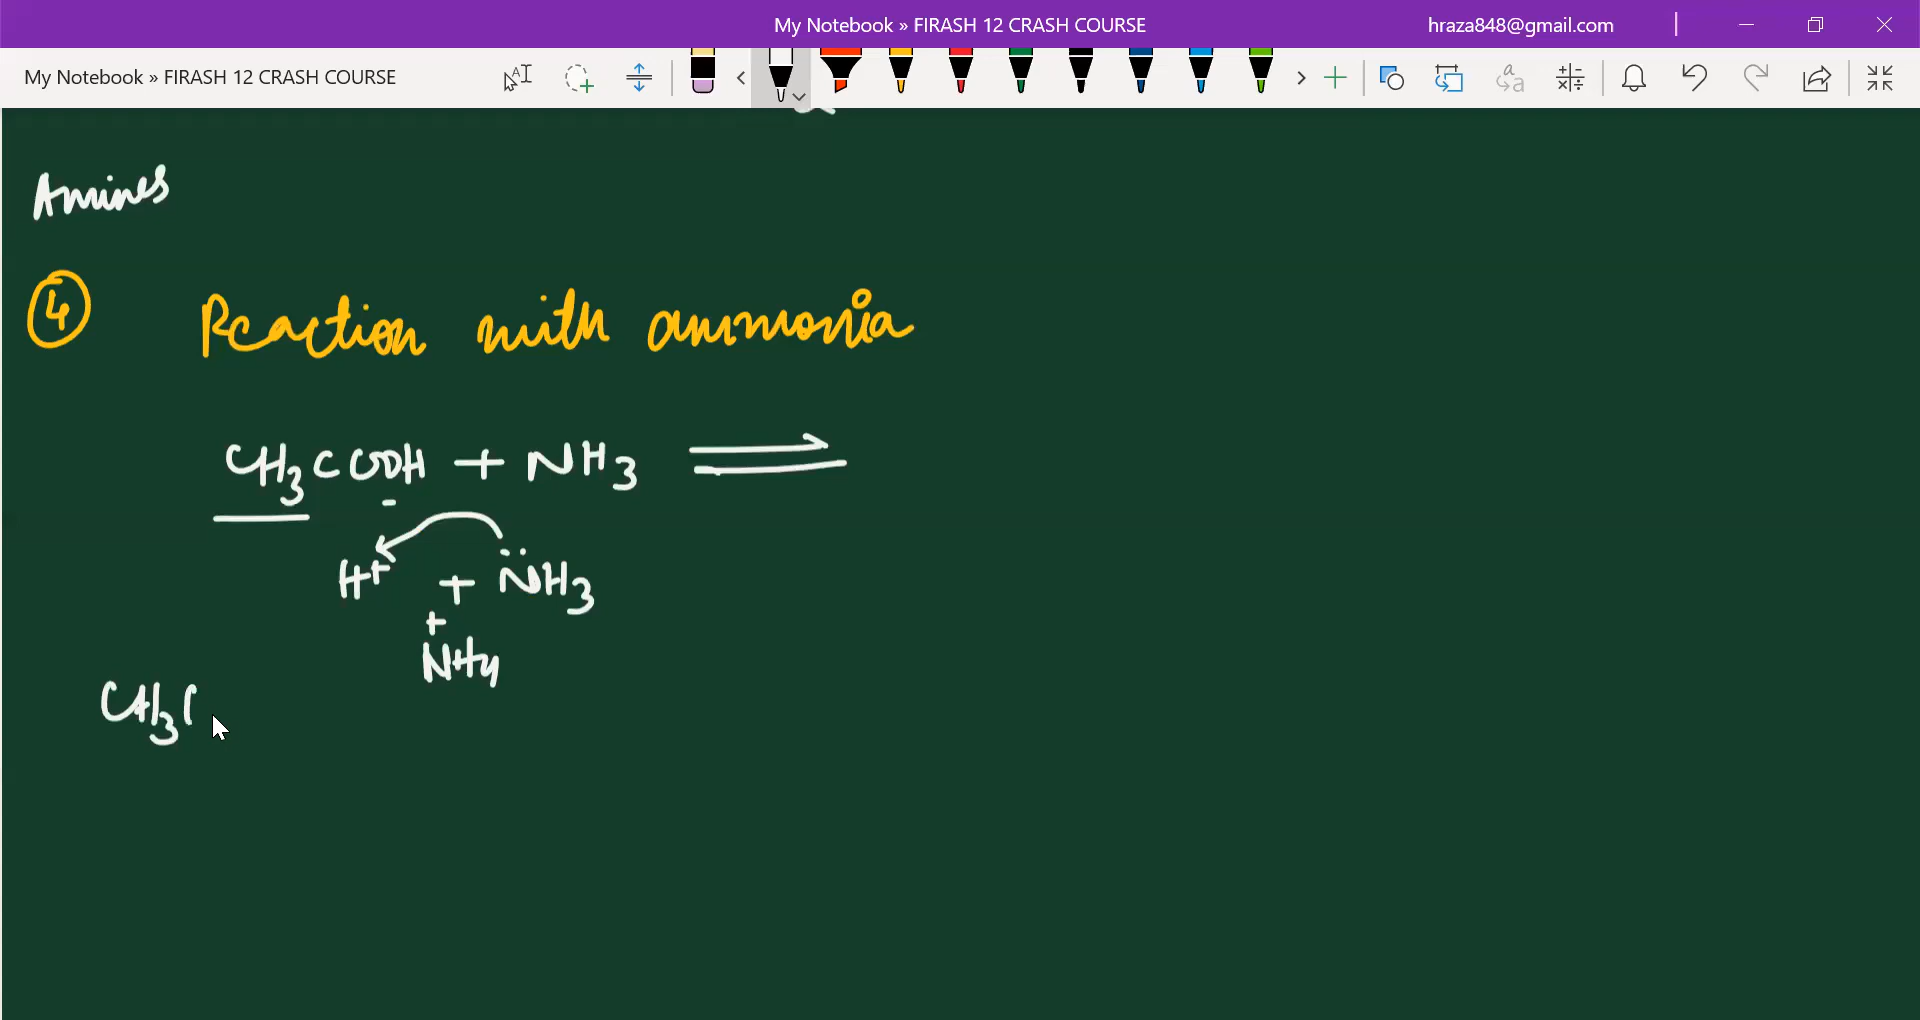 My Notebook » FIRASH 12 CRASH COURSE
hraza848@gmail.com
My Notebook » FIRASH 12 CRASH COURSE
Amines
4 Reaction with ammonia
CH3COOH + NH3 ⇌
H+ + N̈H3
+
NH4
CH3C